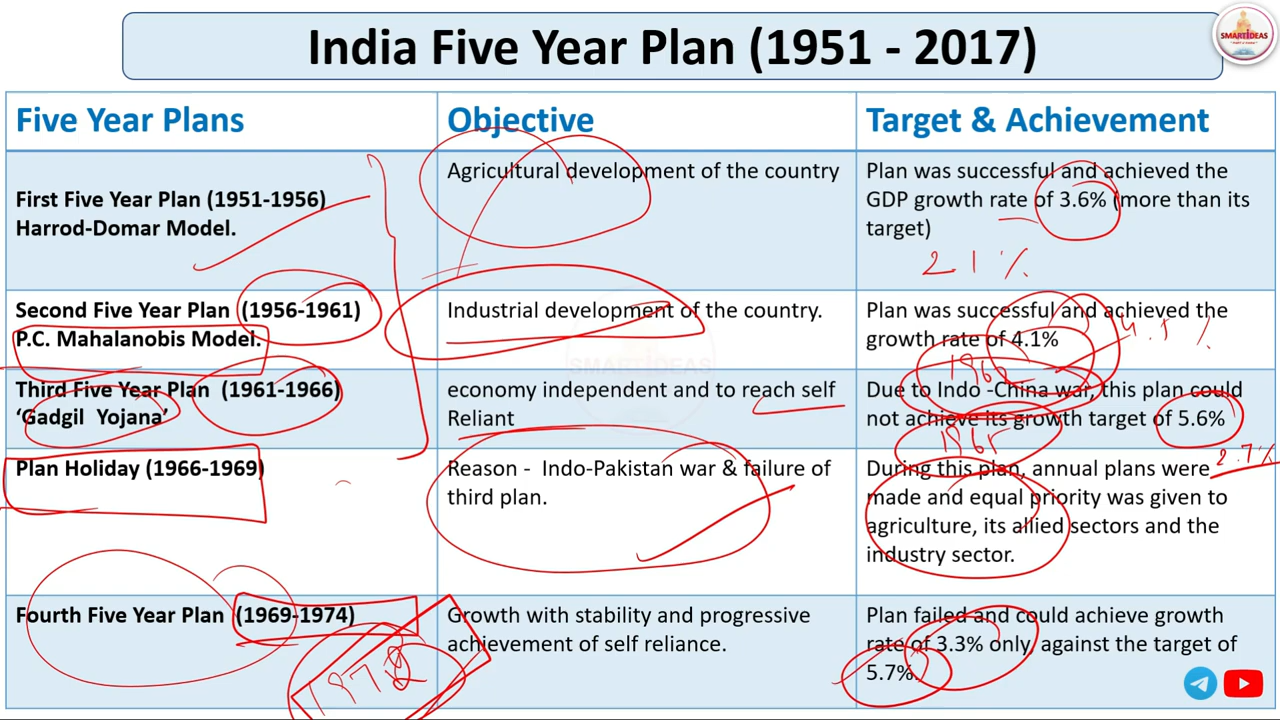 India Five Year Plan (1951 - 2017)
SMARTIDEAS
Five Year Plans
Objective
Target & Achievement
First Five Year Plan (1951-1956)
Harrod-Domar Model.
Agricultural development of the country
Plan was successful and achieved the
GDP growth rate of 3.6% (more than its
target)
2.1%
Second Five Year Plan (1956-1961)
P.C. Mahalanobis Model.
Industrial development of the country.
Plan was successful and achieved the
growth rate of 4.1%
4.5%
SMARTIDEAS
Third Five Year Plan (1961-1966)
‘Gadgil Yojana’
economy independent and to reach self
Reliant
Due to Indo -China war, this plan could
not achieve its growth target of 5.6%
1965
2.7%
Plan Holiday (1966-1969)
Reason - Indo-Pakistan war & failure of
third plan.
During this plan, annual plans were
made and equal priority was given to
agriculture, its allied sectors and the
industry sector.
Fourth Five Year Plan (1969-1974)
Growth with stability and progressive
achievement of self reliance.
Plan failed and could achieve growth
rate of 3.3% only, against the target of
5.7%.